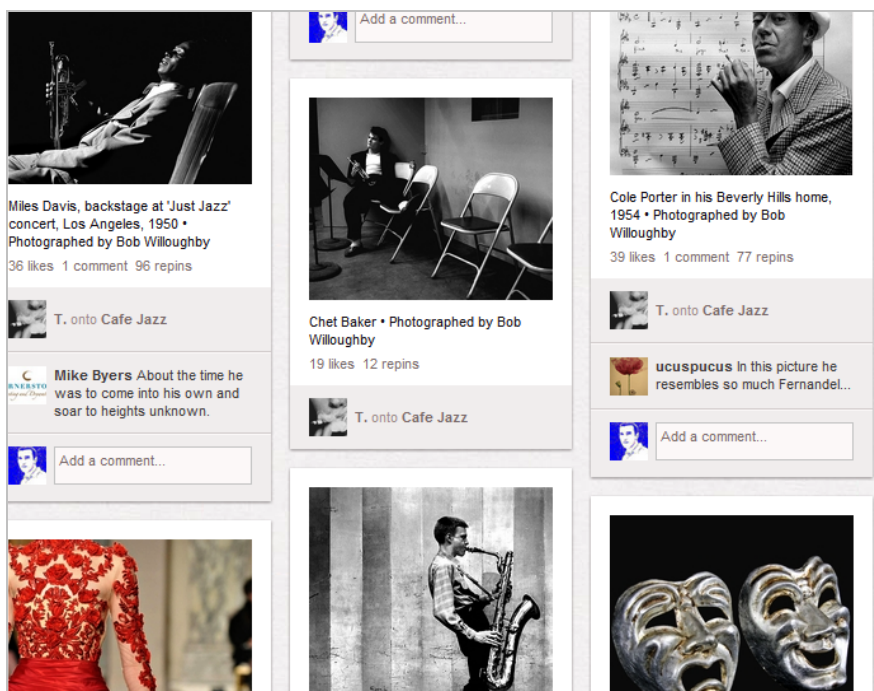 Miles Davis, backstage at 'Just Jazz'
concert, Los Angeles, 1950 •
Photographed by Bob Willoughby
36 likes 1 comment 96 repins
T. onto Cafe Jazz
RNERSTO
Mike Byers About the time he
was to come into his own and
soar to heights unknown.
Add a comment...
Add a comment...
Chet Baker • Photographed by Bob
Willoughby
19 likes 12 repins
T. onto Cafe Jazz
Cole Porter in his Beverly Hills home,
1954 • Photographed by Bob
Willoughby
39 likes 1 comment 77 repins
T. onto Cafe Jazz
ucuspucus In this picture he
resembles so much Fernandel...
Add a comment...